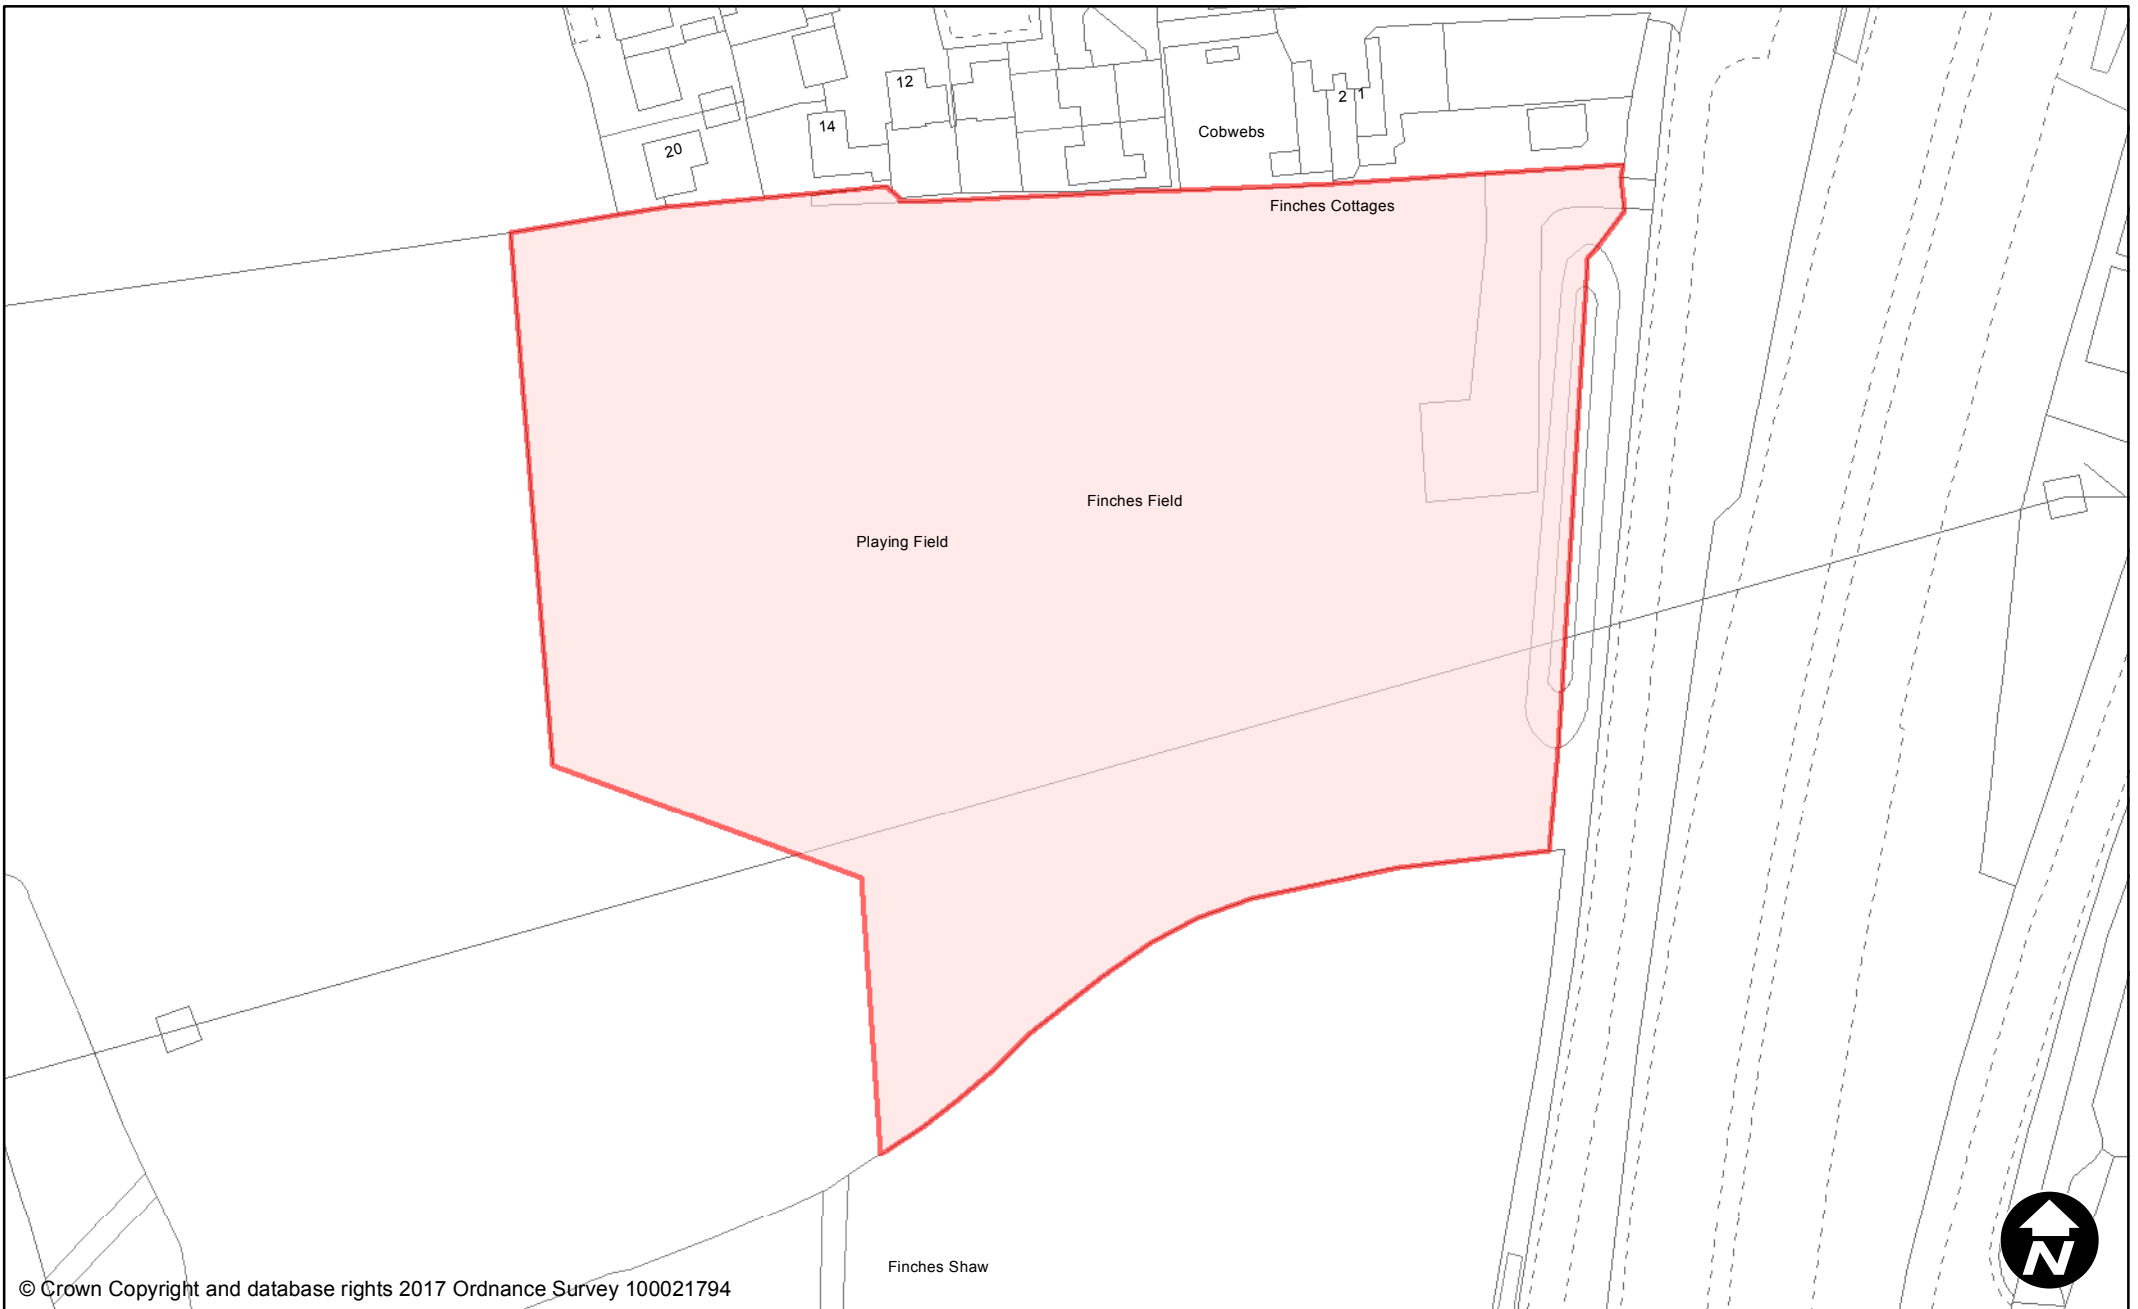 12
2 1
14
Cobwebs
20
Finches Cottages
Finches Field
Playing Field
Finches Shaw
N
© Crown Copyright and database rights 2017 Ordnance Survey 100021794